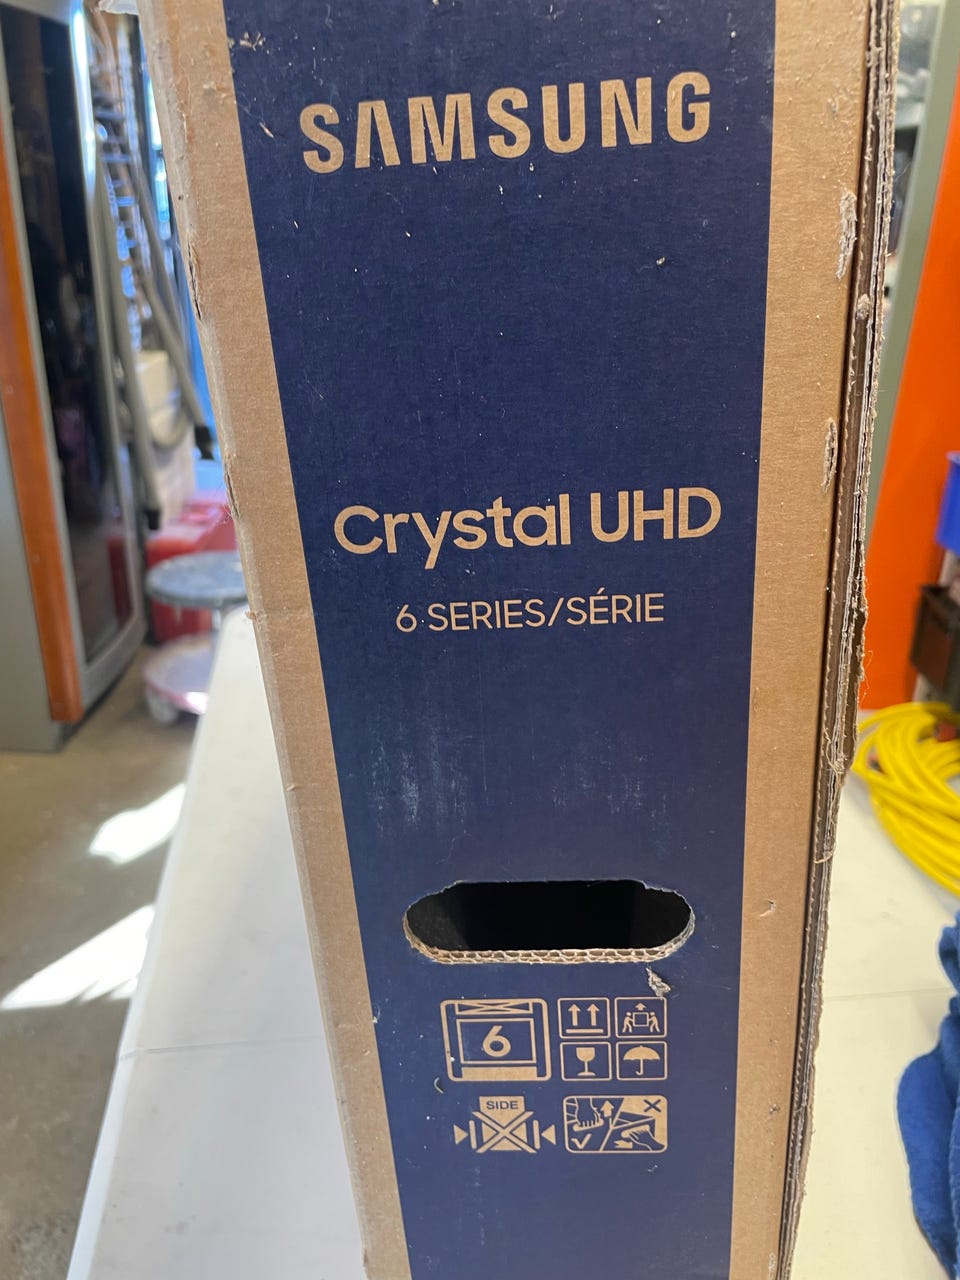 SAMSUNG
Crystal UHD
6 SERIES/SÉRIE
6
SIDE